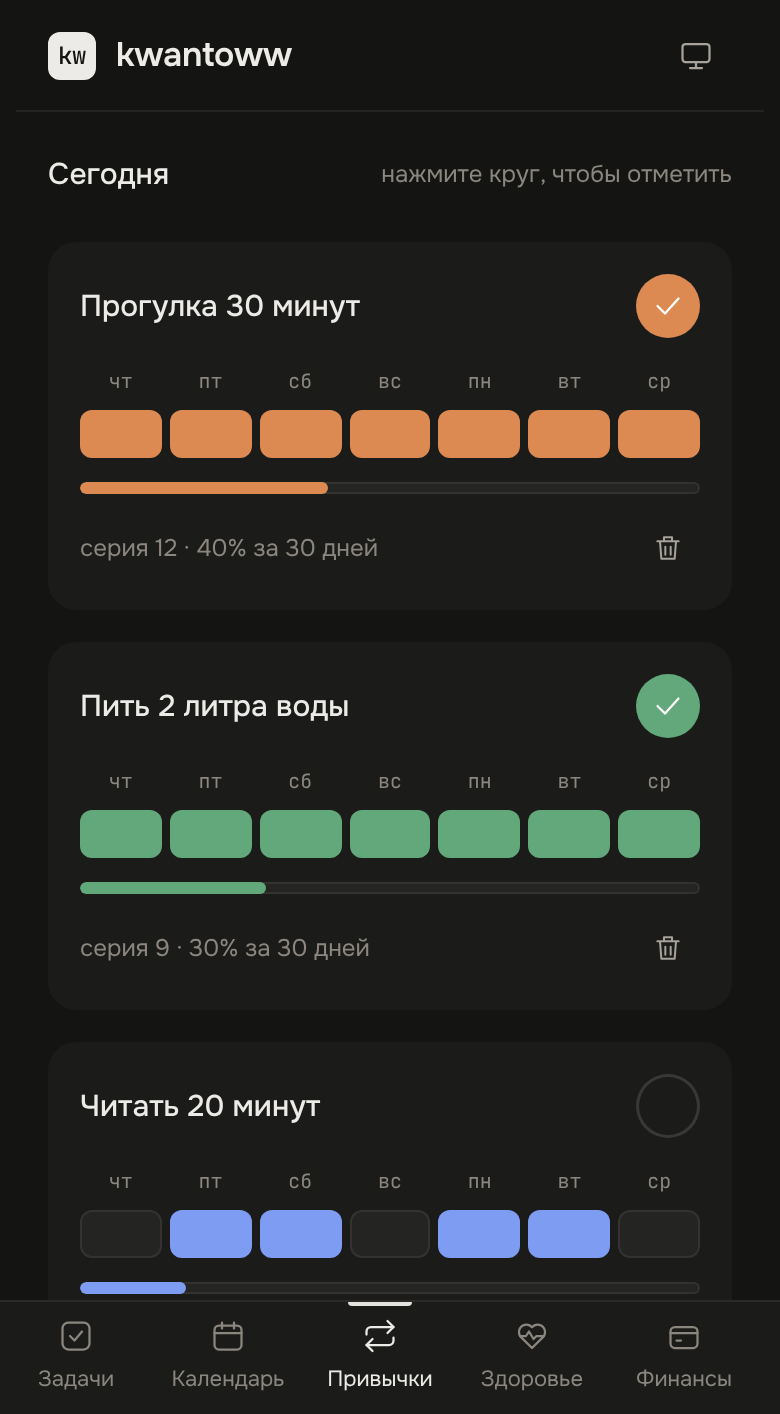 kw kwantoww
Сегодня нажмите круг, чтобы отметить
Прогулка 30 минут
чт пт сб вс пн вт ср
серия 12 · 40% за 30 дней
Пить 2 литра воды
чт пт сб вс пн вт ср
серия 9 · 30% за 30 дней
Читать 20 минут
чт пт сб вс пн вт ср
Задачи Календарь Привычки Здоровье Финансы